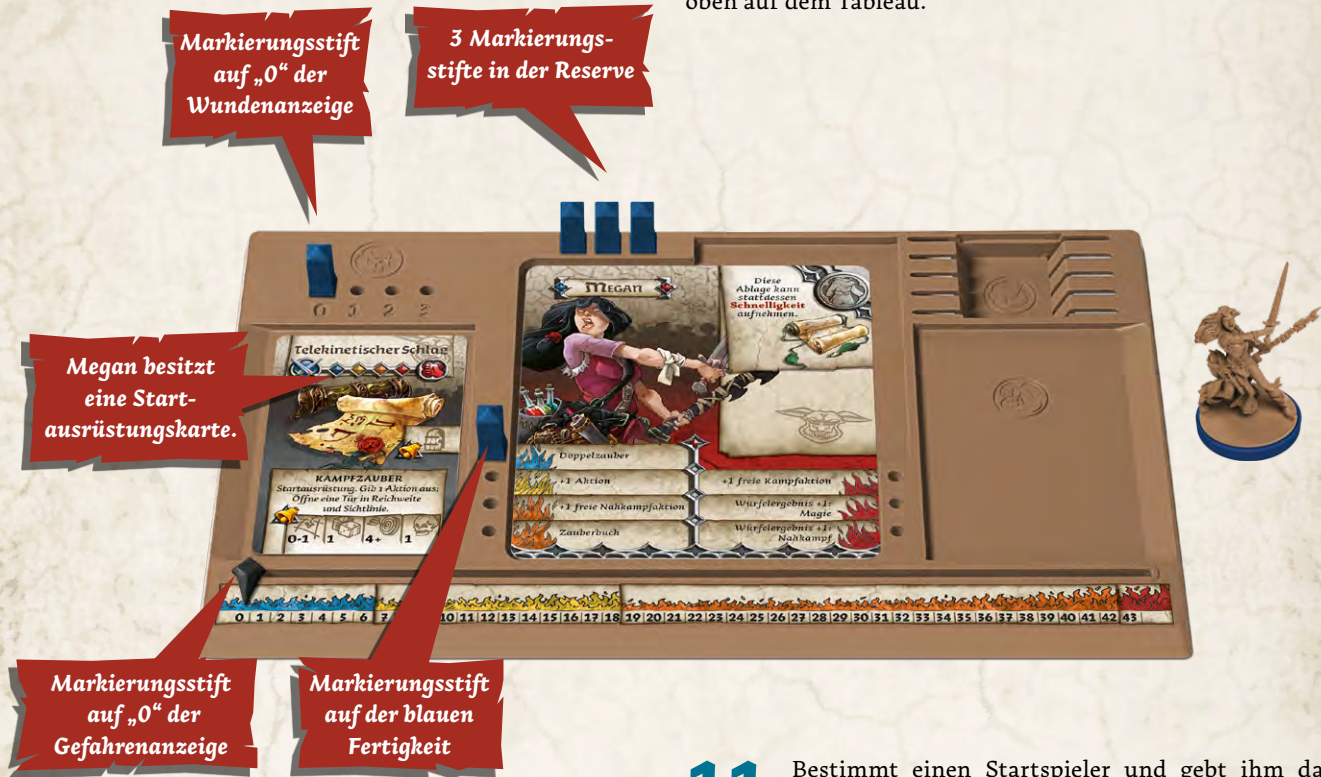 oben auf dem Tableau.
Markierungsstift
auf „0“ der
Wundenanzeige
3 Markierungs-
stifte in der Reserve
0 1 2 3
Megan besitzt
eine Start-
ausrüstungskarte.
Telekinetischer Schlag
KAMPFZAUBER
Startausrüstung. Gib 1 Aktion aus:
Öffne eine Tür in Reichweite
und Sichtlinie.
0-1 1 4+ 1
Megan
Diese
Ablage kann
stattdessen
Schnelligkeit
aufnehmen.
Doppelzauber
+1 Aktion
+1 freie Nahkampfaktion
Zauberbuch
+1 freie Kampfaktion
Würfelergebnis +1:
Magie
Würfelergebnis +1:
Nahkampf
0 1 2 3 4 5 6 7 10 11 12 13 14 15 16 17 18 19 20 21 22 23 24 25 26 27 28 29 30 31 32 33 34 35 36 37 38 39 40 41 42 43
Markierungsstift
auf „0“ der
Gefahrenanzeige
Markierungsstift
auf der blauen
Fertigkeit
11
Bestimmt einen Startspieler und gebt ihm da